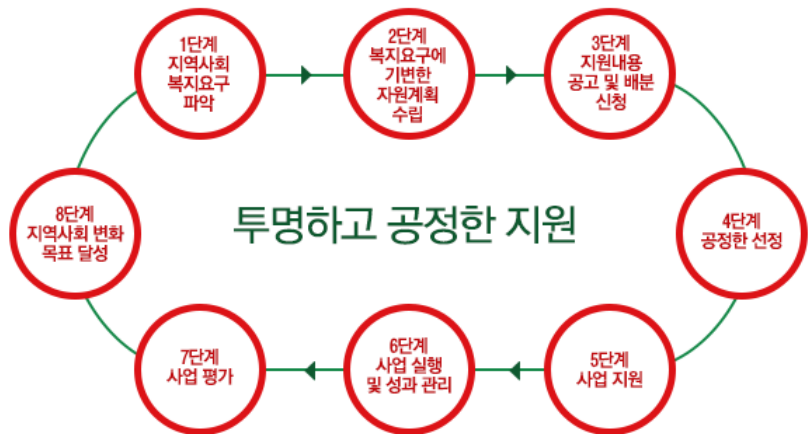 1단계
지역사회
복지요구
파악
2단계
복지요구에
기변한
자원계획
수립
3단계
지원내용
공고 및 배분
신청
투명하고 공정한 지원
4단계
공정한 선정
5단계
사업 지원
6단계
사업 실행
및 성과 관리
7단계
사업 평가
8단계
지역사회 변화
목표 달성